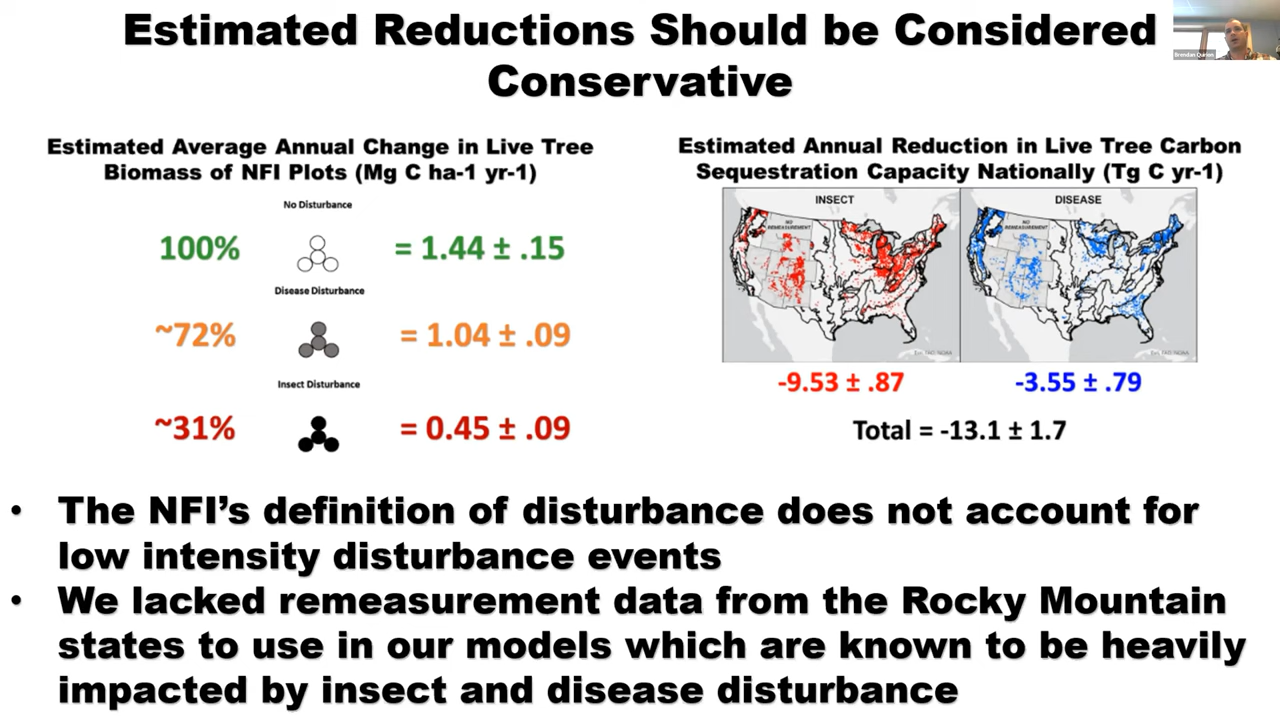 Estimated Reductions Should be Considered
Conservative
Estimated Average Annual Change in Live Tree
Biomass of NFI Plots (Mg C ha-1 yr-1)
No Disturbance
100%
= 1.44 ± .15
Disease Disturbance
~72%
= 1.04 ± .09
Insect Disturbance
~31%
= 0.45 ± .09
Estimated Annual Reduction in Live Tree Carbon
Sequestration Capacity Nationally (Tg C yr-1)
INSECT
NO
REMEASUREMENT
DISEASE
NO
REMEASUREMENT
-9.53 ± .87
-3.55 ± .79
Total = -13.1 ± 1.7
• The NFI’s definition of disturbance does not account for
low intensity disturbance events
• We lacked remeasurement data from the Rocky Mountain
states to use in our models which are known to be heavily
impacted by insect and disease disturbance
Brendan